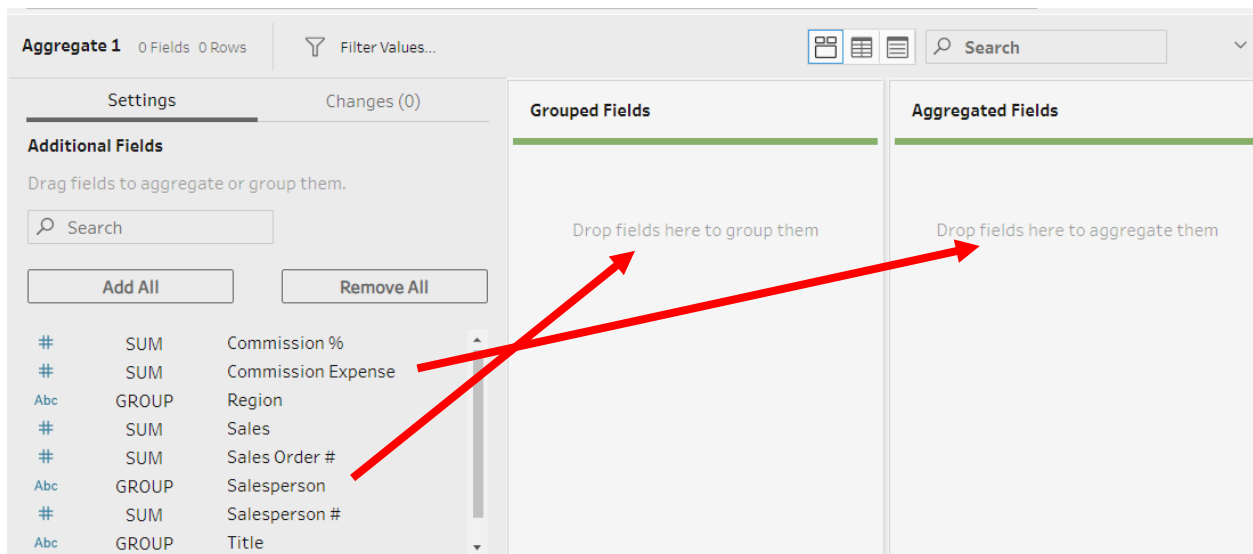 Aggregate 1 0 Fields 0 Rows Filter Values... Search
Settings Changes (0)
Additional Fields
Drag fields to aggregate or group them.
Search
Add All Remove All
# SUM Commission %
# SUM Commission Expense
Abc GROUP Region
# SUM Sales
# SUM Sales Order #
Abc GROUP Salesperson
# SUM Salesperson #
Abc GROUP Title
Grouped Fields
Drop fields here to group them
Aggregated Fields
Drop fields here to aggregate them